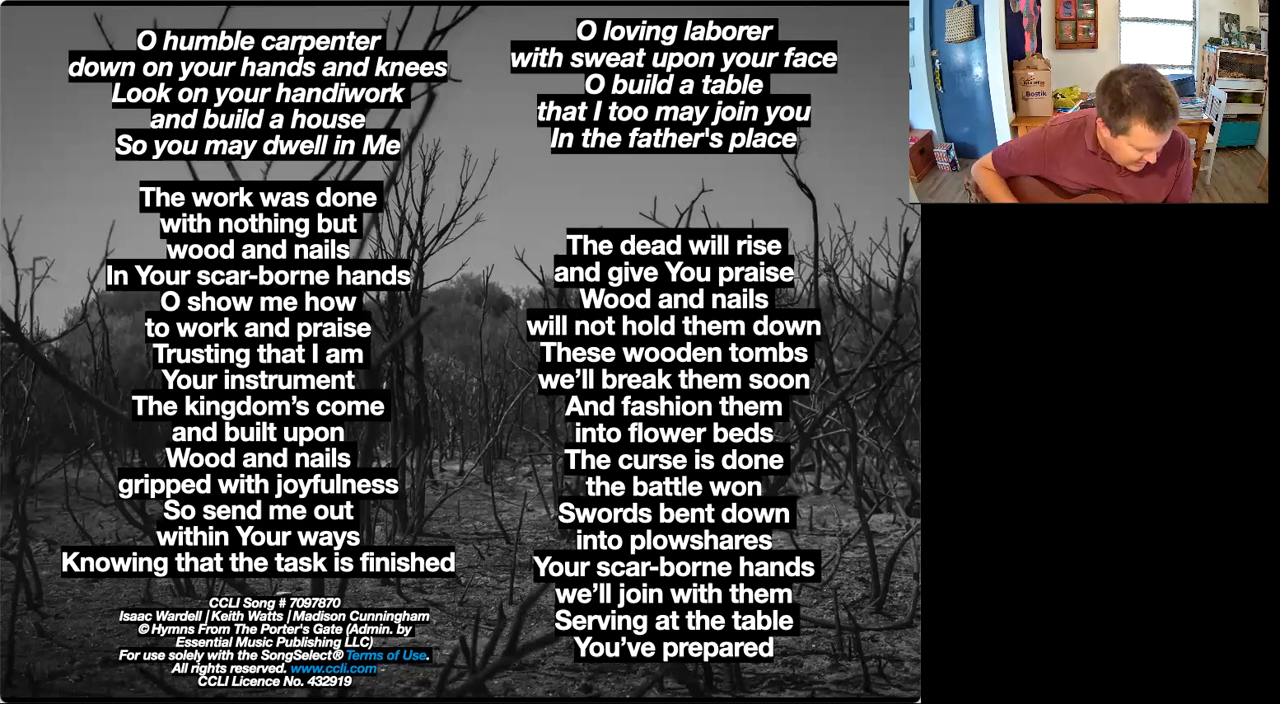 O humble carpenter
down on your hands and knees
Look on your handiwork
and build a house
So you may dwell in Me
The work was done
with nothing but
wood and nails
In Your scar-borne hands
O show me how
to work and praise
Trusting that I am
Your instrument
The kingdom’s come
and built upon
Wood and nails
gripped with joyfulness
So send me out
within Your ways
Knowing that the task is finished
CCLI Song # 7097870
Isaac Wardell | Keith Watts | Madison Cunningham
© Hymns From The Porter's Gate (Admin. by
Essential Music Publishing LLC)
For use solely with the SongSelect® Terms of Use.
All rights reserved. www.ccli.com
CCLI Licence No. 432919
O loving laborer
with sweat upon your face
O build a table
that I too may join you
In the father's place
The dead will rise
and give You praise
Wood and nails
will not hold them down
These wooden tombs
we’ll break them soon
And fashion them
into flower beds
The curse is done
the battle won
Swords bent down
into plowshares
Your scar-borne hands
we’ll join with them
Serving at the table
You’ve prepared
Bostik